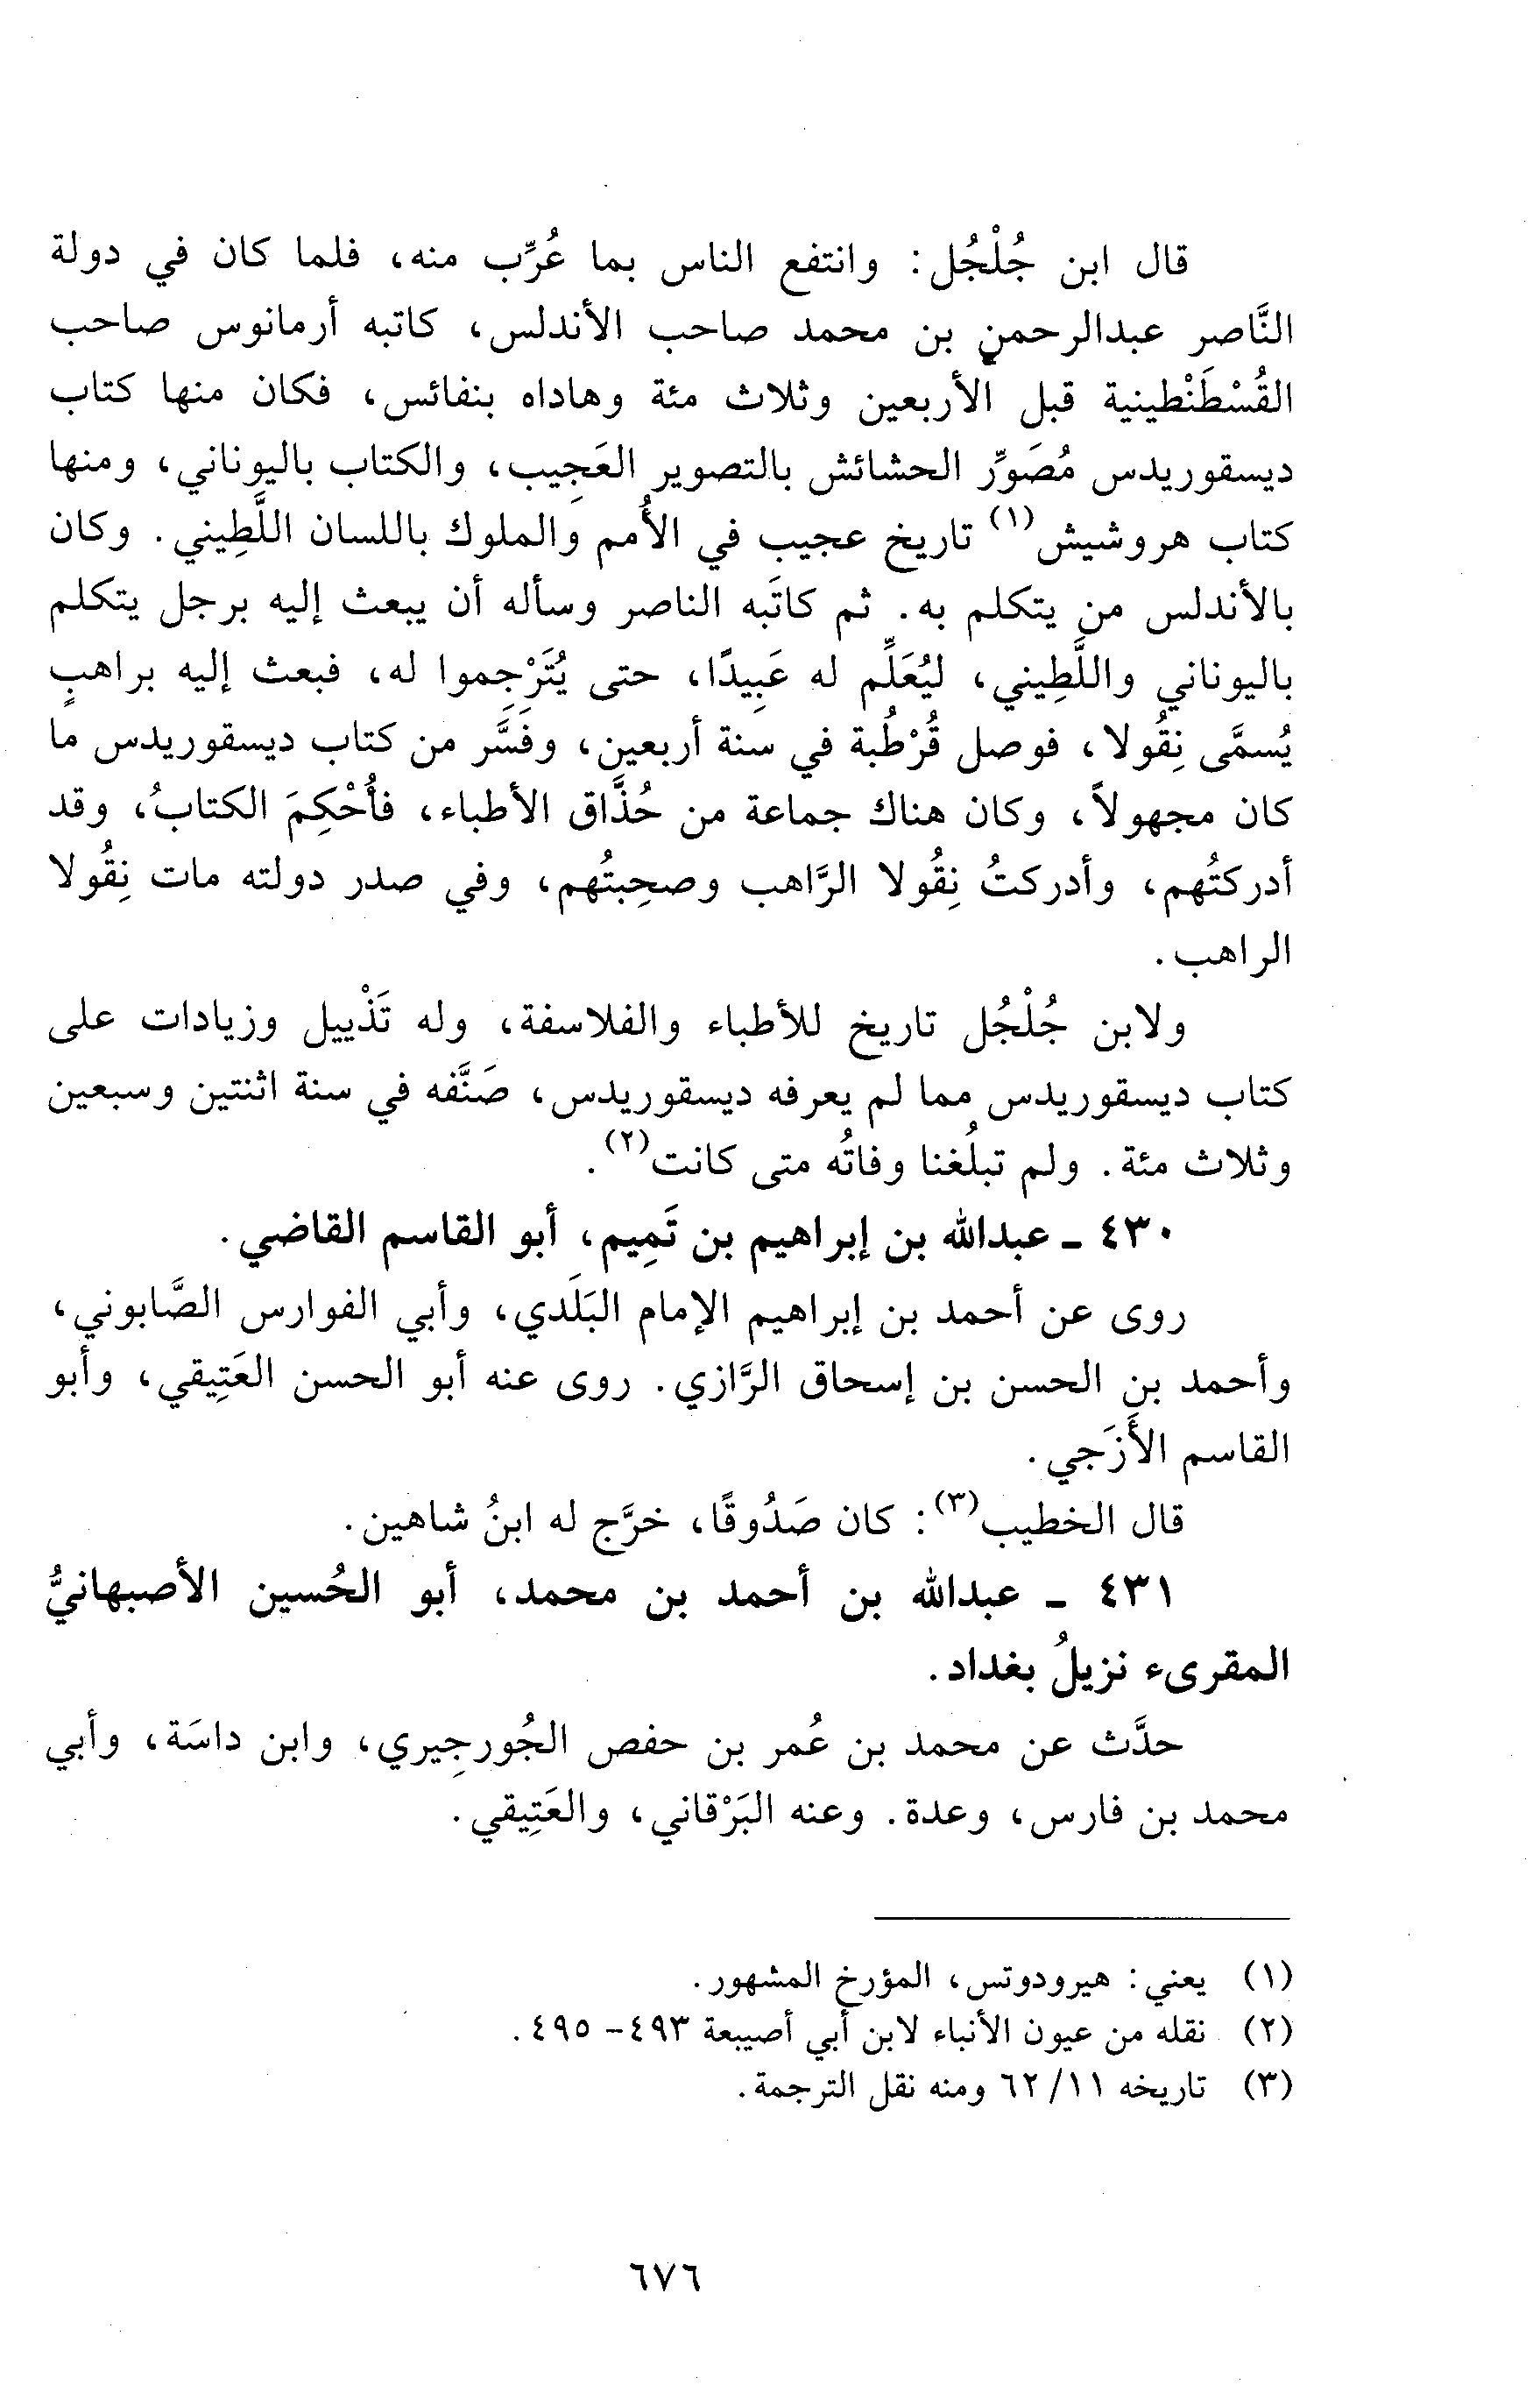 قال ابن جُلْجُل: وانتفع الناس بما عُرِّب منه، فلما كان في دولة
النَّاصر عبدالرحمن بن محمد صاحب الأندلس، كاتبه أرمانوس صاحب
القُسْطَنْطينية قبل الأربعين وثلاث مئة وهاداه بنفائس، فكان منها كتاب
ديسقوريدس مُصَوِّر الحشائش بالتصوير العَجِيب، والكتاب باليوناني، ومنها
كتاب هروشيش(١) تاريخ عجيب في الأُمم والملوك باللسان اللَّطِيني. وكان
بالأندلس من يتكلم به. ثم كاتَبه الناصر وسأله أن يبعث إليه برجل يتكلم
باليوناني واللَّطِيني، ليُعَلِّم له عَبِيدًا، حتى يُتَرْجِموا له، فبعث إليه براهبٍ
يُسمَّى نِقُولا، فوصل قُرْطُبة في سنة أربعين، وفَسَّر من كتاب ديسقوريدس ما
كان مجهولاً، وكان هناك جماعة من حُذَّاق الأطباء، فأُحْكِمَ الكتابُ، وقد
أدركتُهم، وأدركتُ نِقُولا الرَّاهب وصحِبتُهم، وفي صدر دولته مات نِقُولا
الراهب.
ولابن جُلْجُل تاريخ للأطباء والفلاسفة، وله تَذْييل وزيادات على
كتاب ديسقوريدس مما لم يعرفه ديسقوريدس، صَنَّفه في سنة اثنتين وسبعين
وثلاث مئة. ولم تبلُغنا وفاتُه متى كانت(٢).
٤٣٠ - عبدالله بن إبراهيم بن تَمِيم، أبو القاسم القاضي.
روى عن أحمد بن إبراهيم الإمام البَلَدي، وأبي الفوارس الصَّابوني،
وأحمد بن الحسن بن إسحاق الرَّازي. روى عنه أبو الحسن العَتِيقي، وأبو
القاسم الأَزَجي.
قال الخطيب(٣): كان صَدُوقًا، خرَّج له ابنُ شاهين.
٤٣١ - عبدالله بن أحمد بن محمد، أبو الحُسين الأصبهانيُّ
المقرىء نزيلُ بغداد.
حدَّث عن محمد بن عُمر بن حفص الجُورجِيري، وابن داسَة، وأبي
محمد بن فارس، وعدة. وعنه البَرْقاني، والعَتِيقي.
(١) يعني: هيرودوتس، المؤرخ المشهور.
(٢) نقله من عيون الأنباء لابن أبي أصيبعة ٤٩٣- ٤٩٥.
(٣) تاريخه ١١/ ٦٢ ومنه نقل الترجمة.
٦٧٦